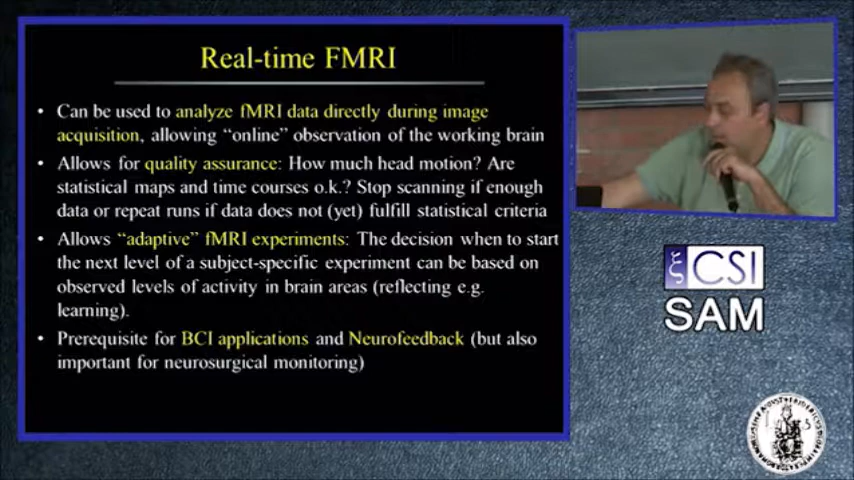 Real-time FMRI
• Can be used to analyze fMRI data directly during image
acquisition, allowing “online” observation of the working brain
• Allows for quality assurance: How much head motion? Are
statistical maps and time courses o.k.? Stop scanning if enough
data or repeat runs if data does not (yet) fulfill statistical criteria
• Allows “adaptive” fMRI experiments: The decision when to start
the next level of a subject-specific experiment can be based on
observed levels of activity in brain areas (reflecting e.g.
learning).
• Prerequisite for BCI applications and Neurofeedback (but also
important for neurosurgical monitoring)
ξ CSI
SAM